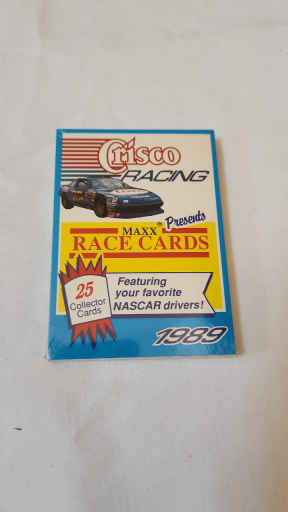 Crisco
RACING
Presents
MAXX®
RACE CARDS
25
Collector
Cards
Featuring
your favorite
NASCAR drivers!
1989